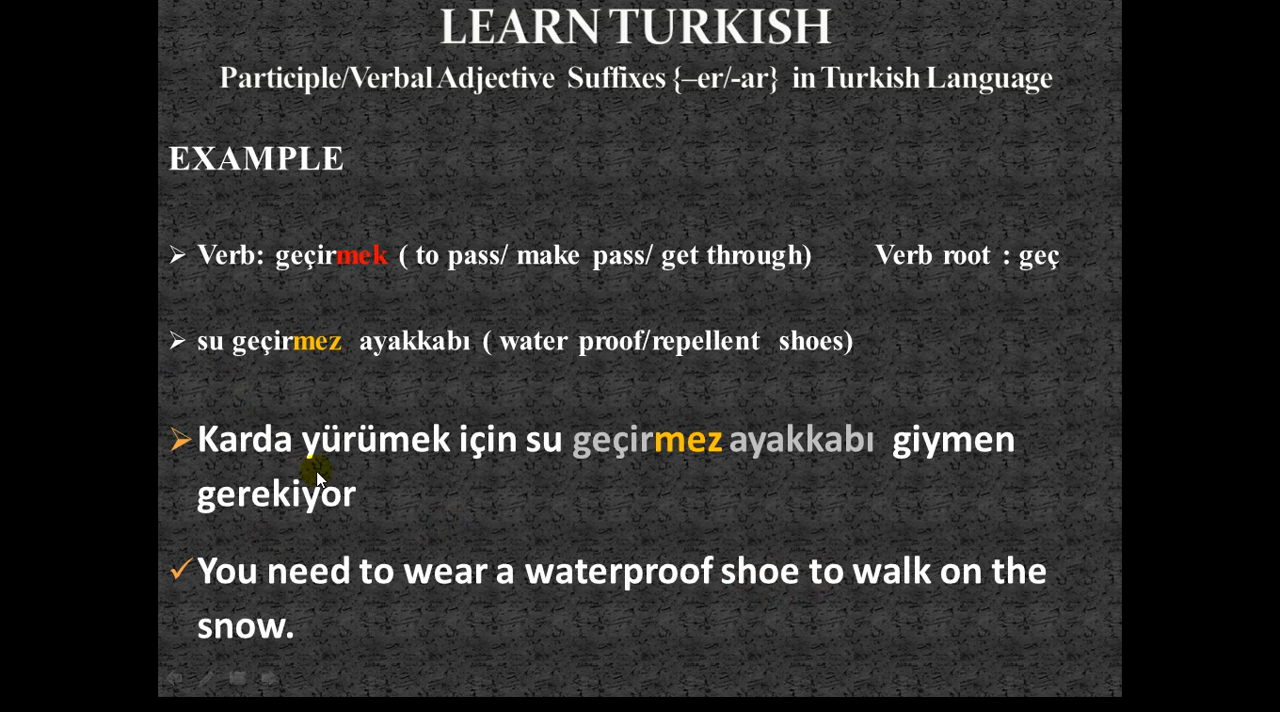 LEARN TURKISH
Participle/Verbal Adjective Suffixes {–er/-ar} in Turkish Language
EXAMPLE
➢ Verb: geçirmek ( to pass/ make pass/ get through) Verb root : geç
➢ su geçirmez ayakkabı ( water proof/repellent shoes)
➢ Karda yürümek için su geçirmez ayakkabı giymen
gerekiyor
✓ You need to wear a waterproof shoe to walk on the
snow.